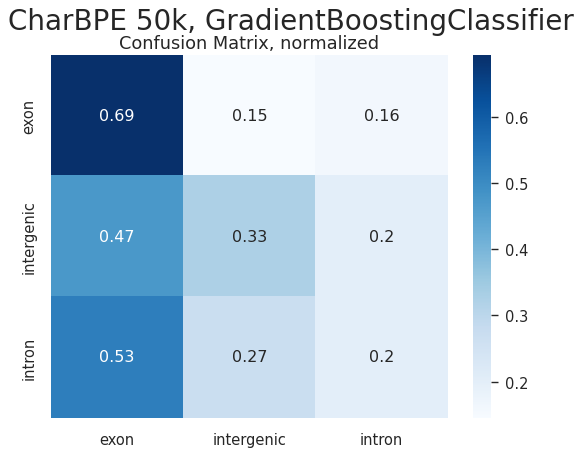 CharBPE 50k, GradientBoostingClassifier
Confusion Matrix, normalized
exon
0.69 0.15 0.16
intergenic
0.47 0.33 0.2
intron
0.53 0.27 0.2
exon intergenic intron
0.6
0.5
0.4
0.3
0.2